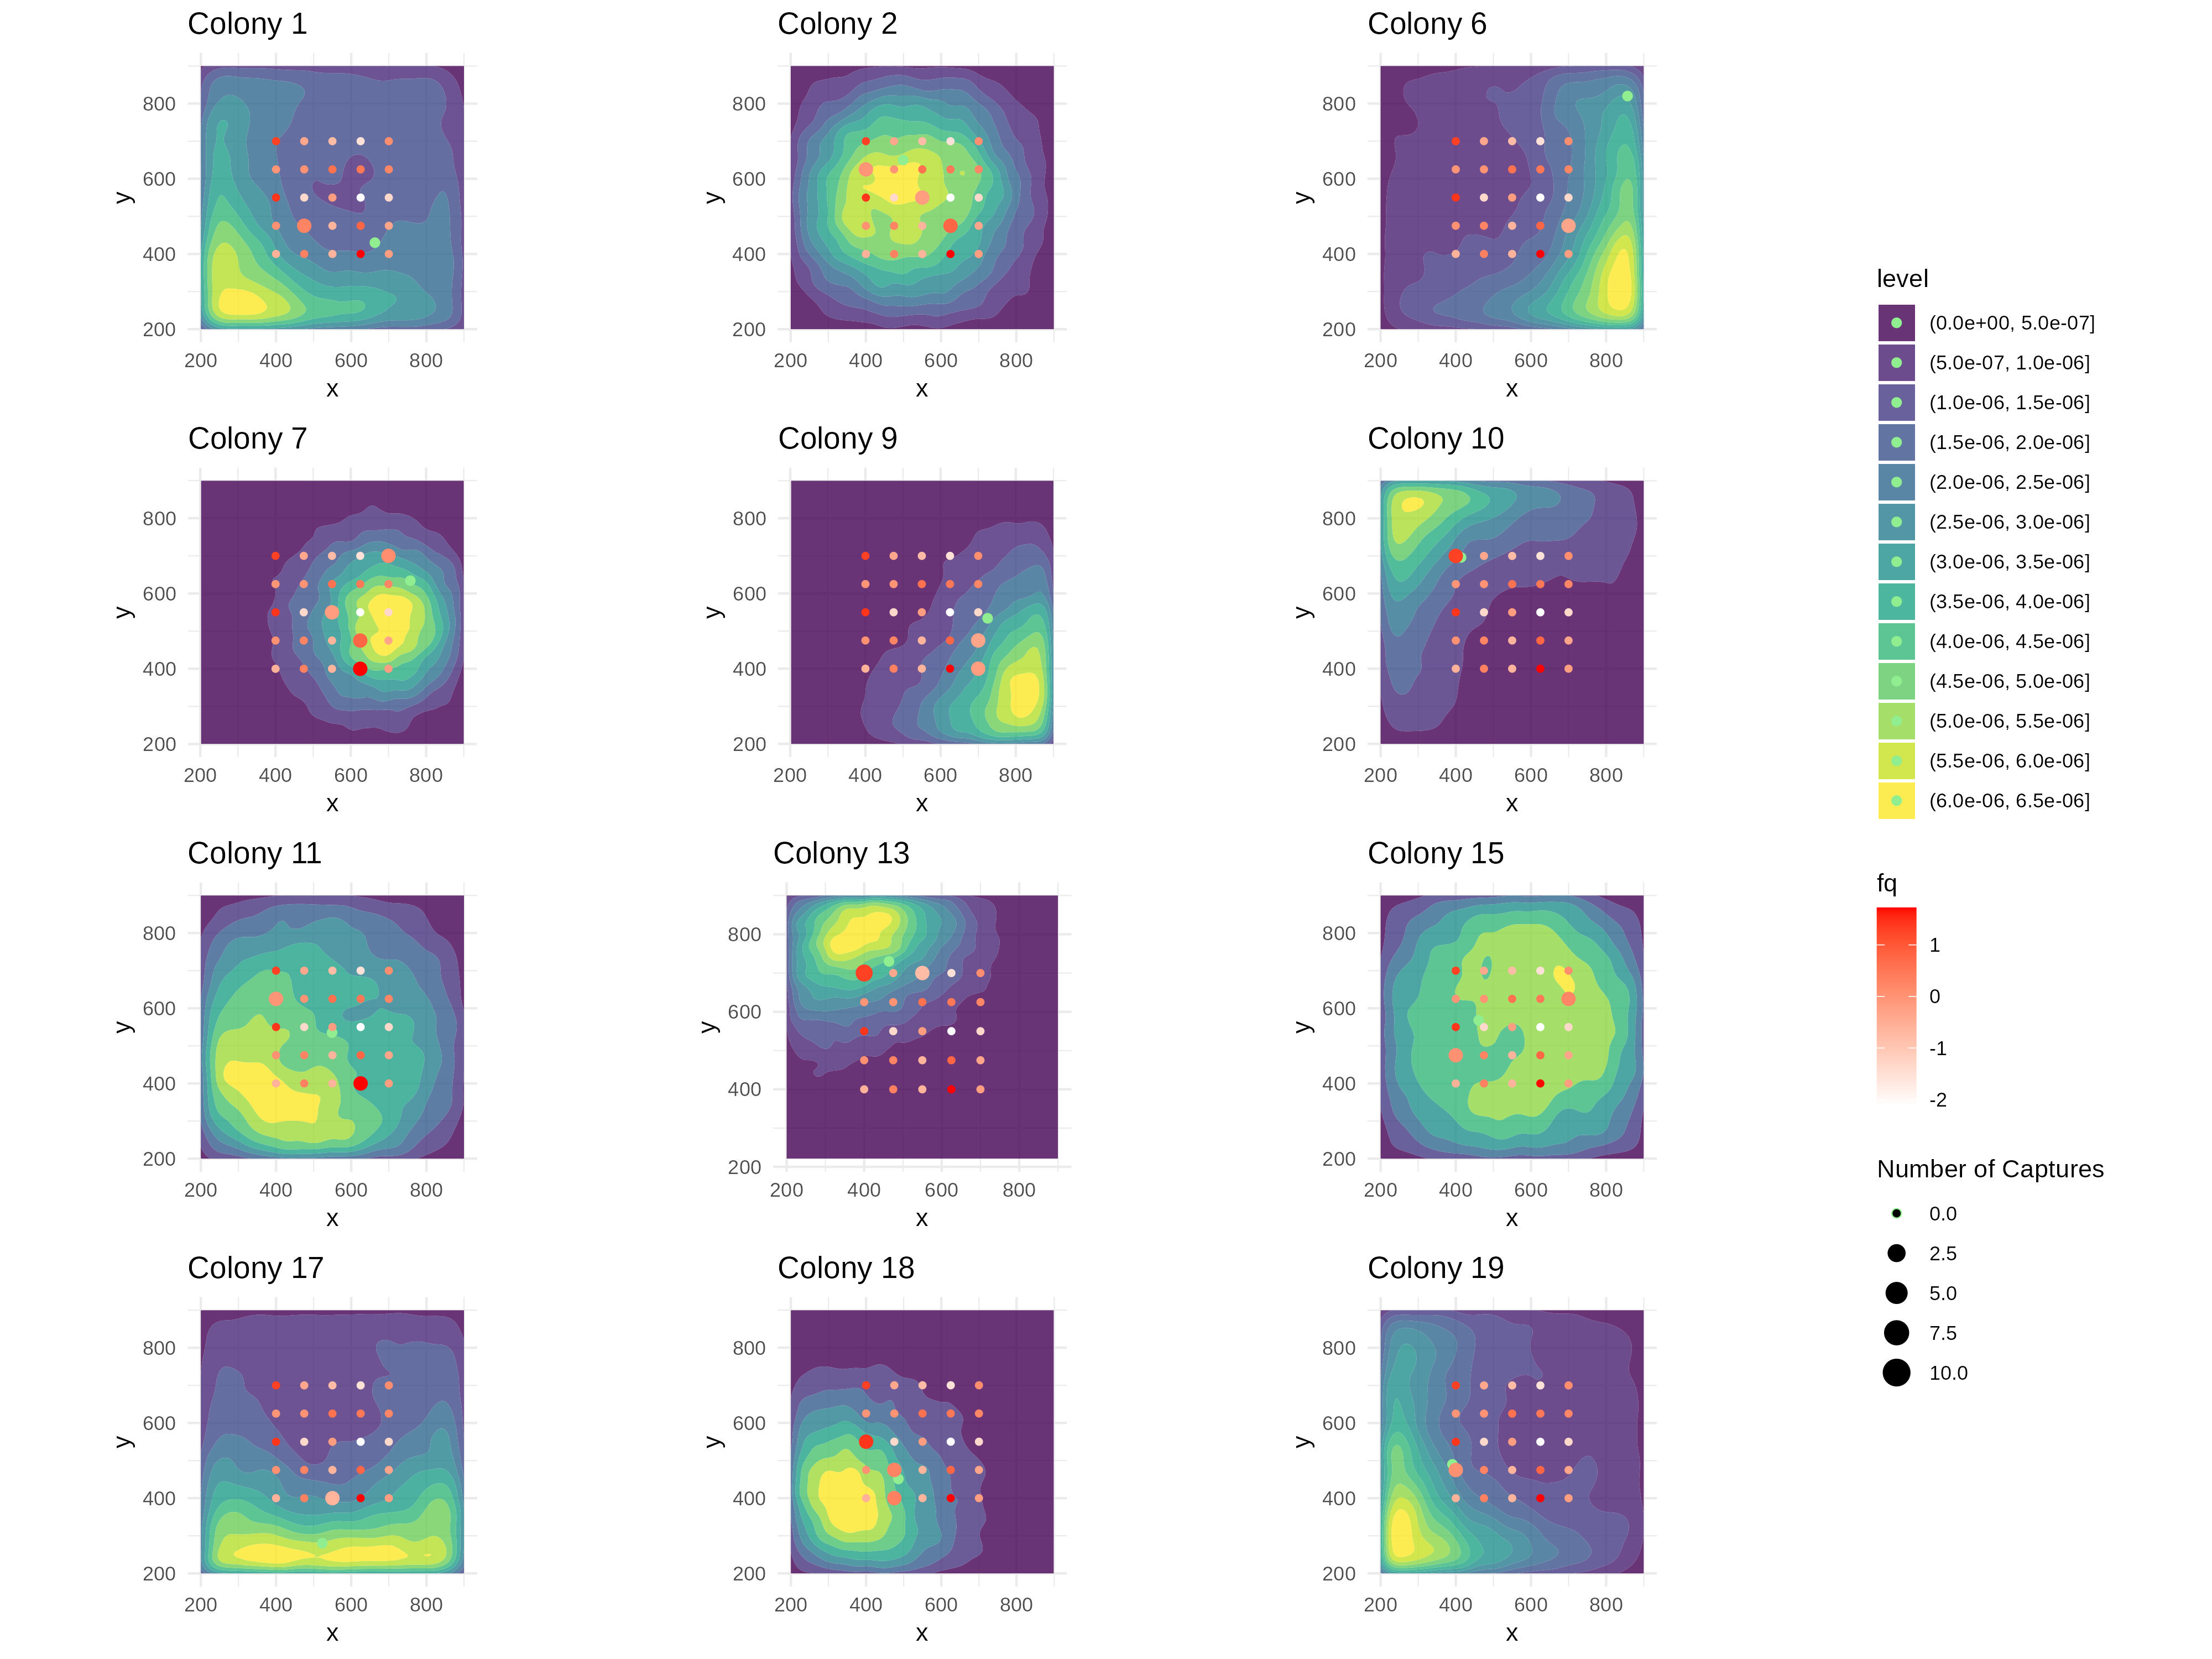 Colony 1
Colony 2
Colony 6
y
800
600
400
200
200 400 600 800
x
y
800
600
400
200
200 400 600 800
x
y
800
600
400
200
200 400 600 800
x
Colony 7
Colony 9
Colony 10
y
800
600
400
200
200 400 600 800
x
y
800
600
400
200
200 400 600 800
x
y
800
600
400
200
200 400 600 800
x
Colony 11
Colony 13
Colony 15
y
800
600
400
200
200 400 600 800
x
y
800
600
400
200
200 400 600 800
x
y
800
600
400
200
200 400 600 800
x
Colony 17
Colony 18
Colony 19
y
800
600
400
200
200 400 600 800
x
y
800
600
400
200
200 400 600 800
x
y
800
600
400
200
200 400 600 800
x
level
(0.0e+00, 5.0e-07]
(5.0e-07, 1.0e-06]
(1.0e-06, 1.5e-06]
(1.5e-06, 2.0e-06]
(2.0e-06, 2.5e-06]
(2.5e-06, 3.0e-06]
(3.0e-06, 3.5e-06]
(3.5e-06, 4.0e-06]
(4.0e-06, 4.5e-06]
(4.5e-06, 5.0e-06]
(5.0e-06, 5.5e-06]
(5.5e-06, 6.0e-06]
(6.0e-06, 6.5e-06]
fq
1
0
-1
-2
Number of Captures
0.0
2.5
5.0
7.5
10.0